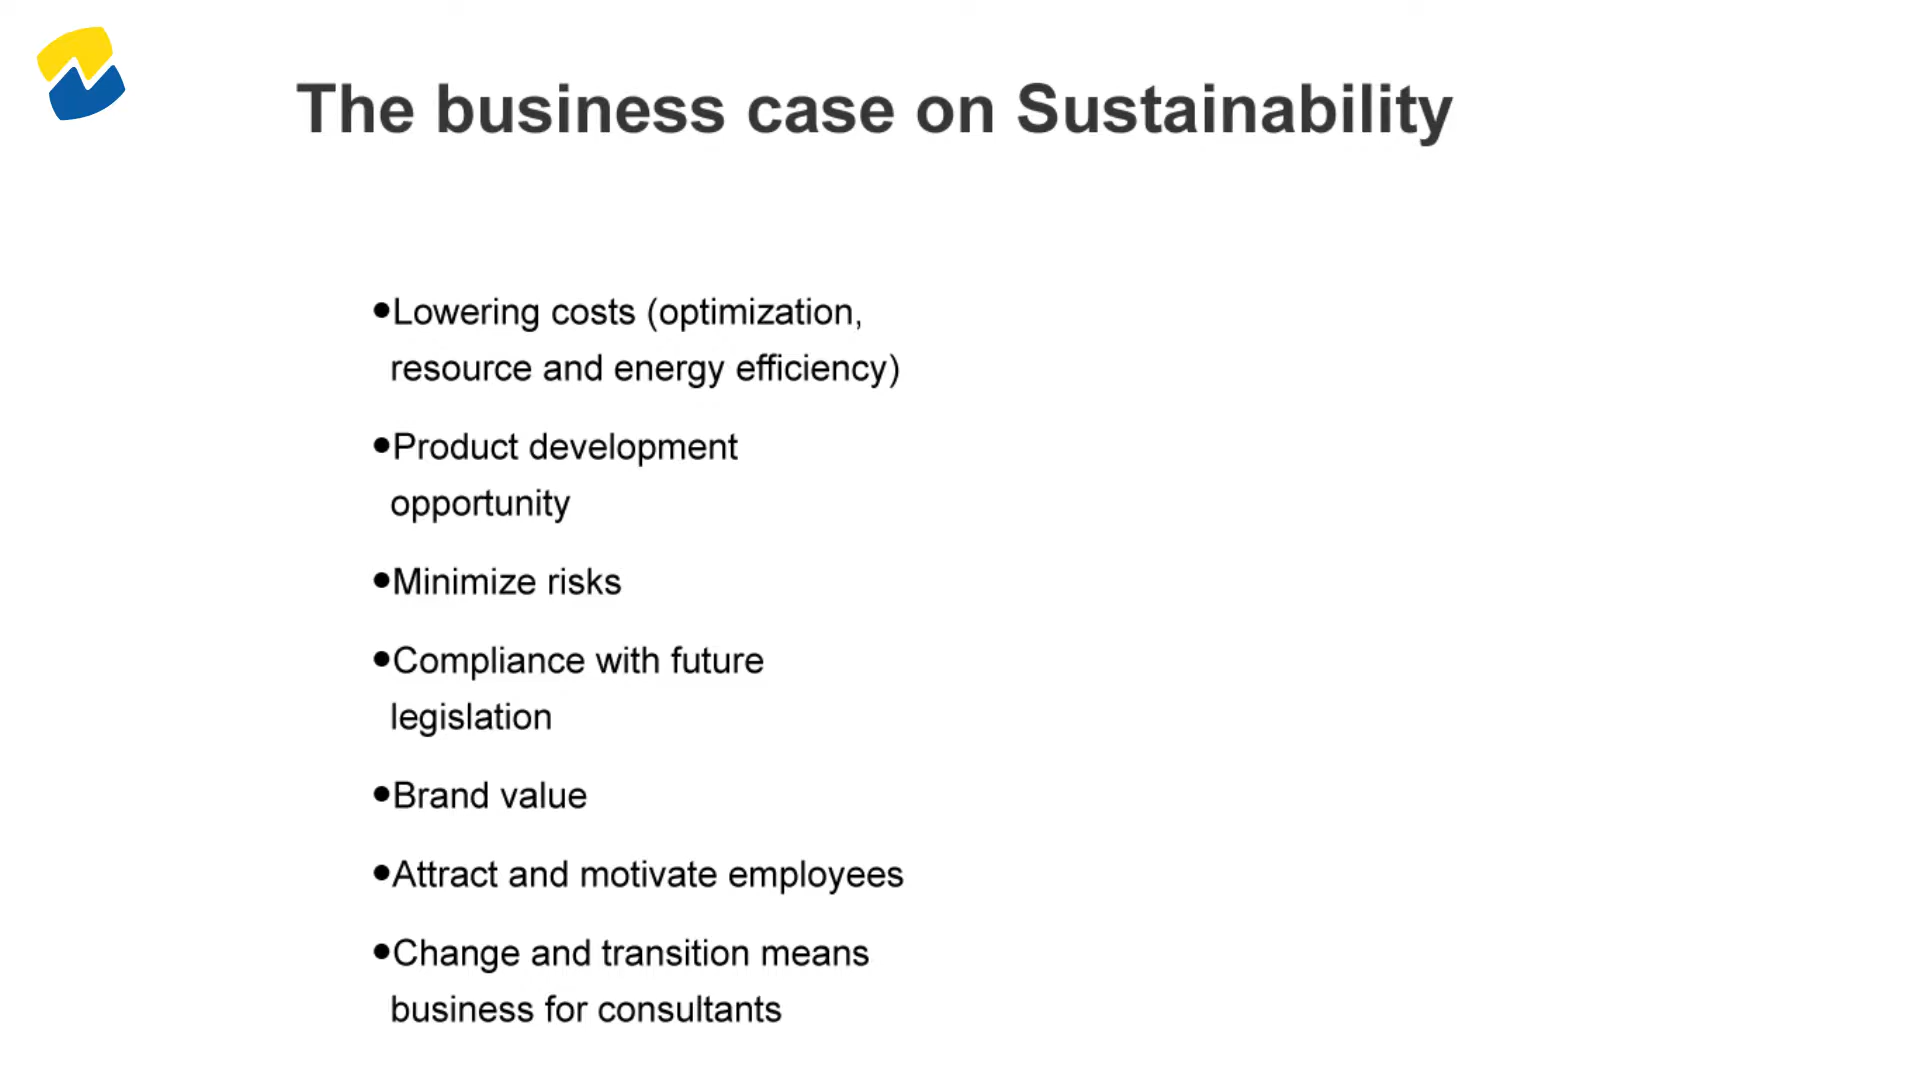 The business case on Sustainability
•Lowering costs (optimization,
resource and energy efficiency)
•Product development
opportunity
•Minimize risks
•Compliance with future
legislation
•Brand value
•Attract and motivate employees
•Change and transition means
business for consultants